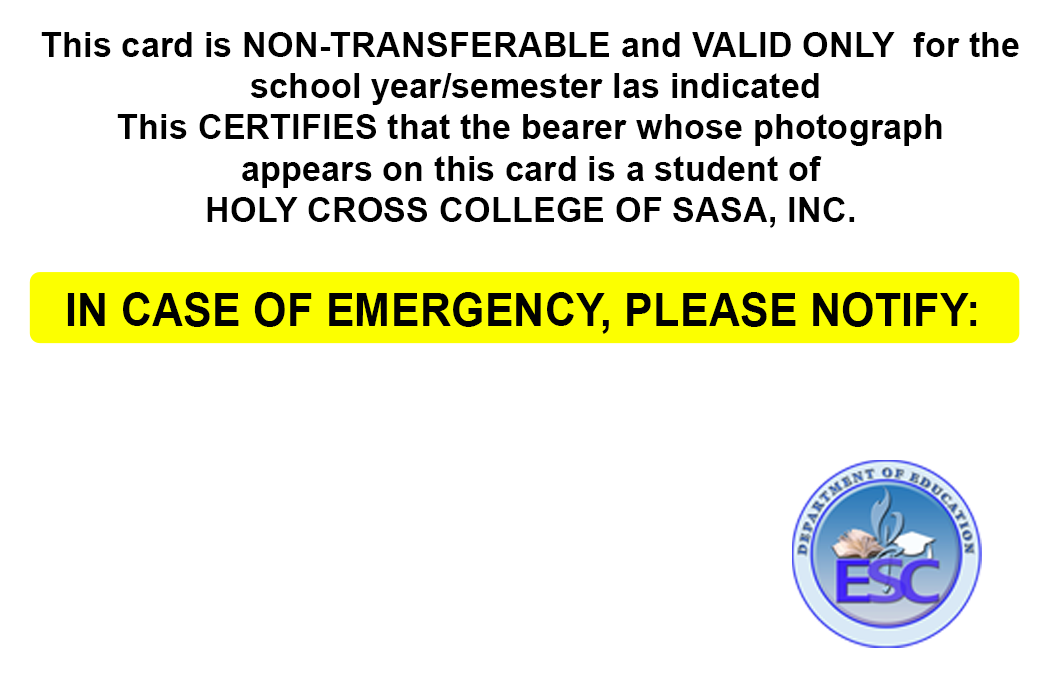 This card is NON-TRANSFERABLE and VALID ONLY  for the
school year/semester las indicated
This CERTIFIES that the bearer whose photograph
appears on this card is a student of
HOLY CROSS COLLEGE OF SASA, INC.
IN CASE OF EMERGENCY, PLEASE NOTIFY:
DEPARTMENT OF EDUCATION
ESC